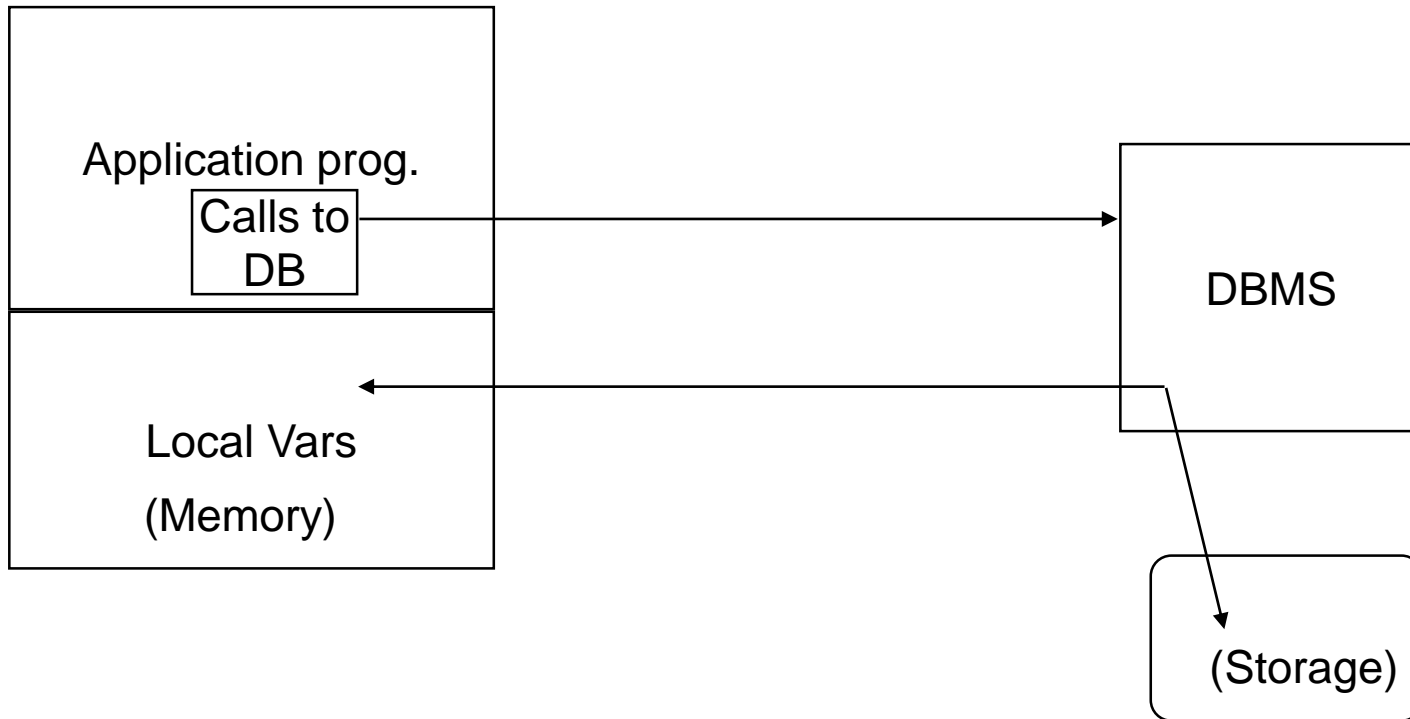 Application prog.
Calls to
DB
DBMS
Local Vars
(Memory)
(Storage)